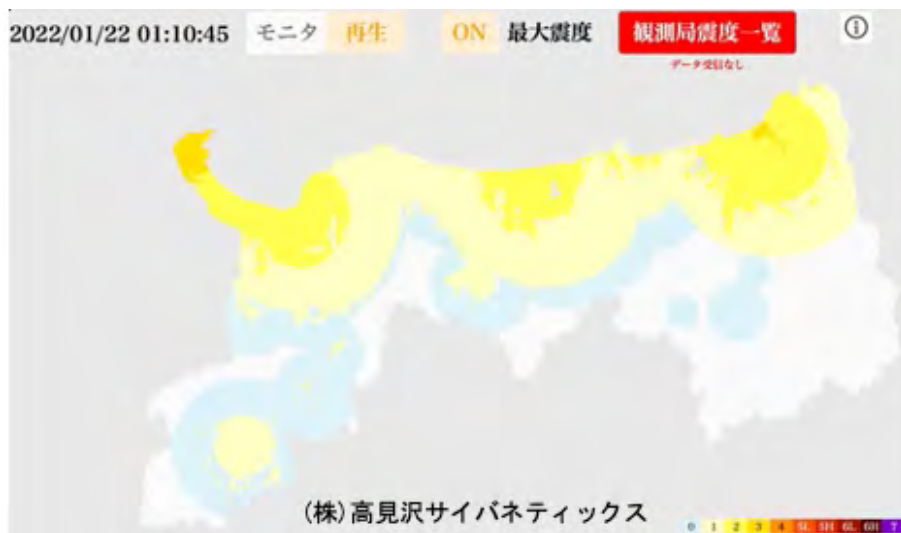 2022/01/22 01:10:45 モニタ 再生 ON 最大震度 観測局震度一覧
データ受信なし
(株)高見沢サイバネティックス
0 1 2 3 4 5L 5H 6L 6H 7